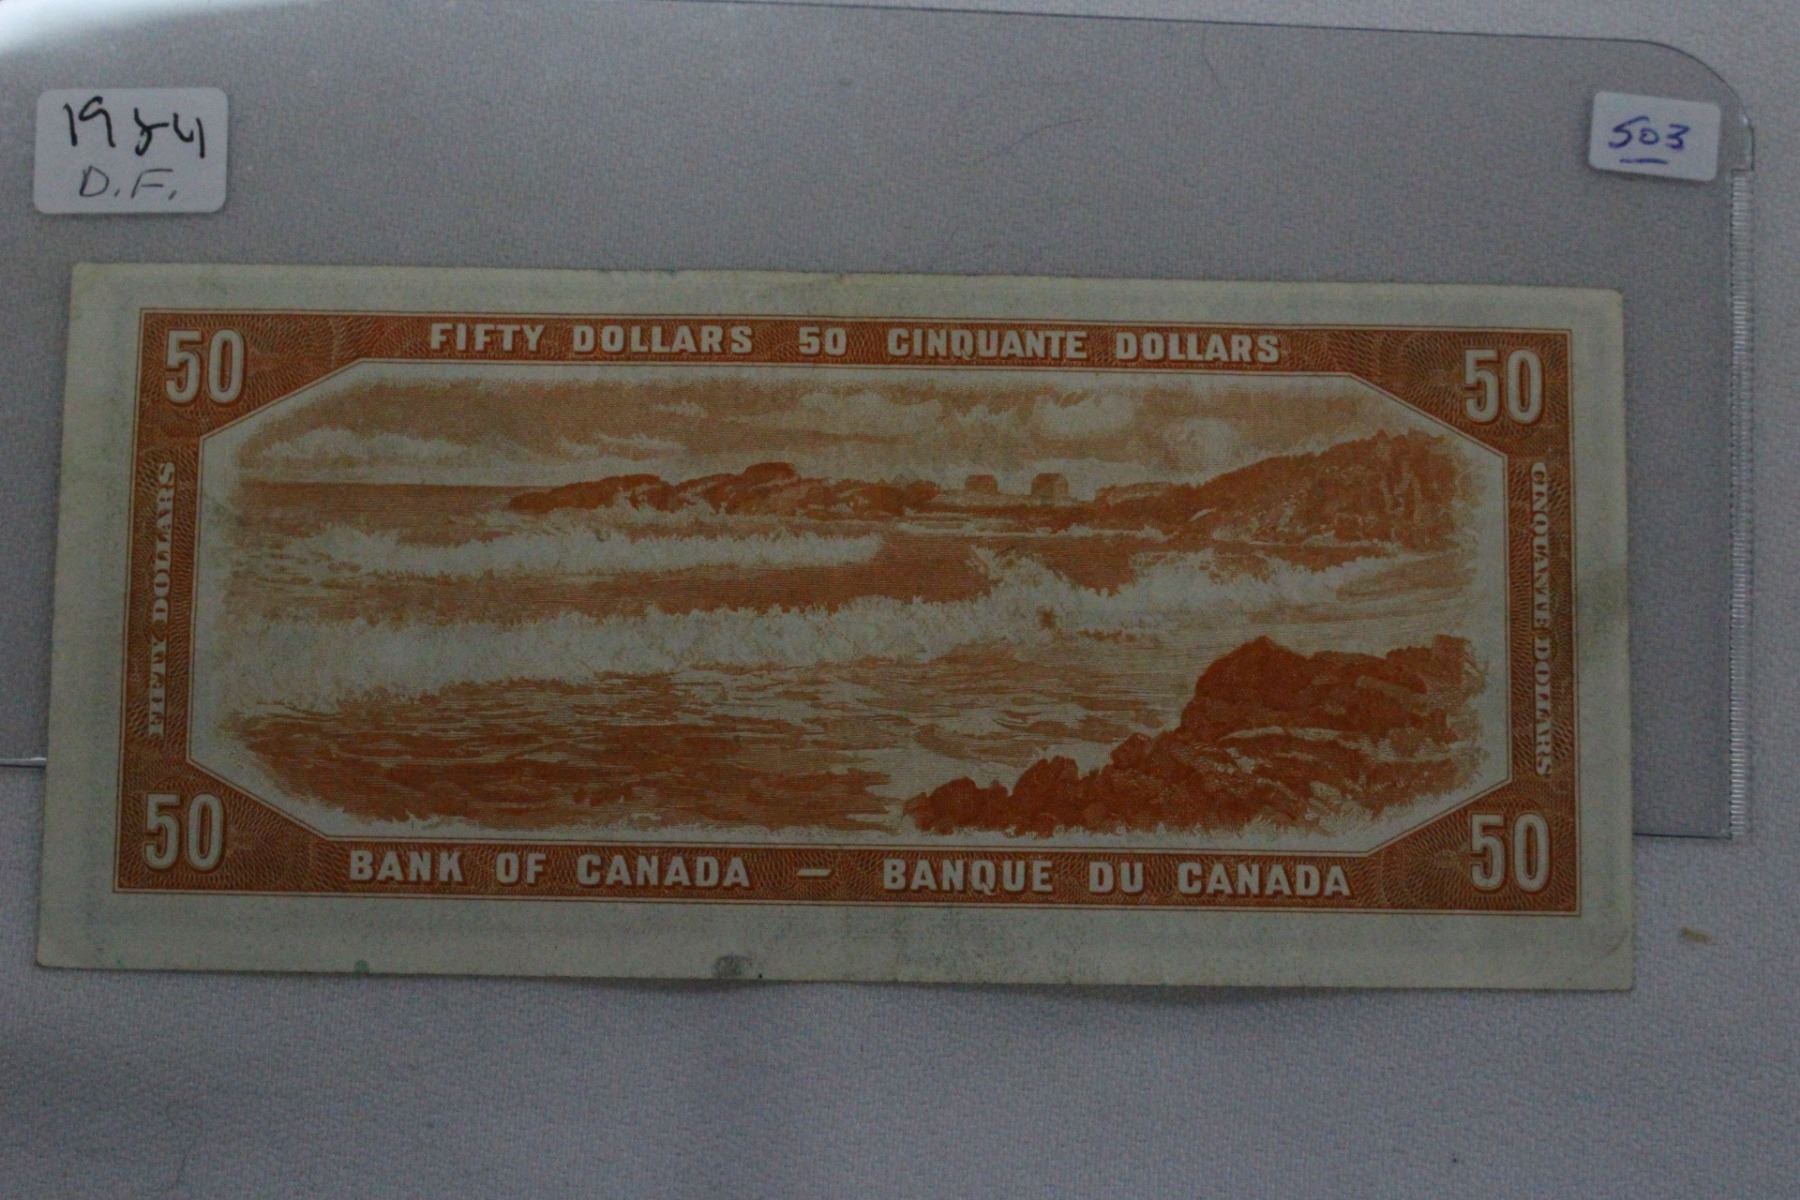 1954
D.F.
503
50 FIFTY DOLLARS 50 CINQUANTE DOLLARS 50
FIFTY DOLLARS
CINQUANTE DOLLARS
50 BANK OF CANADA — BANQUE DU CANADA 50